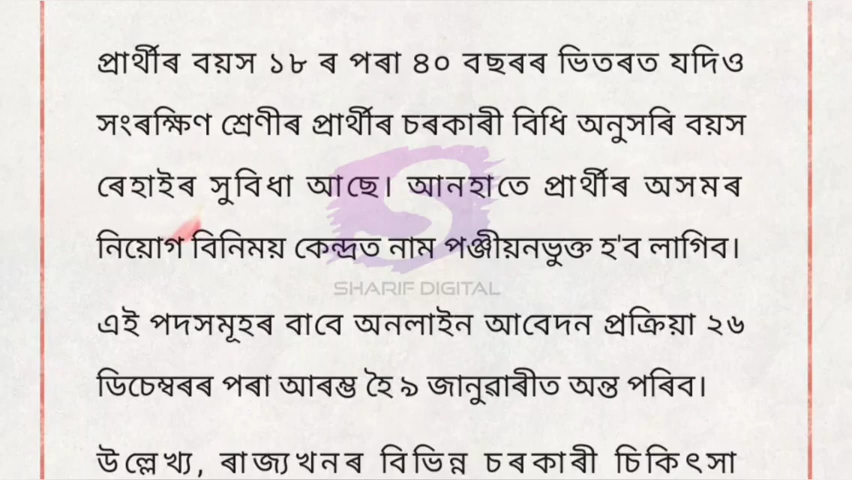 প্ৰাৰ্থীৰ বয়স ১৮ ৰ পৰা ৪০ বছৰৰ ভিতৰত যদিও
সংৰক্ষিণ শ্ৰেণীৰ প্ৰাৰ্থীৰ চৰকাৰী বিধি অনুসৰি বয়স
ৰেহাইৰ সুবিধা আছে। আনহাতে প্ৰাৰ্থীৰ অসমৰ
নিয়োগ বিনিময় কেন্দ্ৰত নাম পঞ্জীয়নভুক্ত হ'ব লাগিব।
SHARIF DIGITAL
এই পদসমূহৰ বাবে অনলাইন আবেদন প্ৰক্ৰিয়া ২৬
ডিচেম্বৰৰ পৰা আৰম্ভ হৈ ৯ জানুৱাৰীত অন্ত পৰিব।
উল্লেখ্য, ৰাজ্যখনৰ বিভিন্ন চৰকাৰী চিকিৎসা